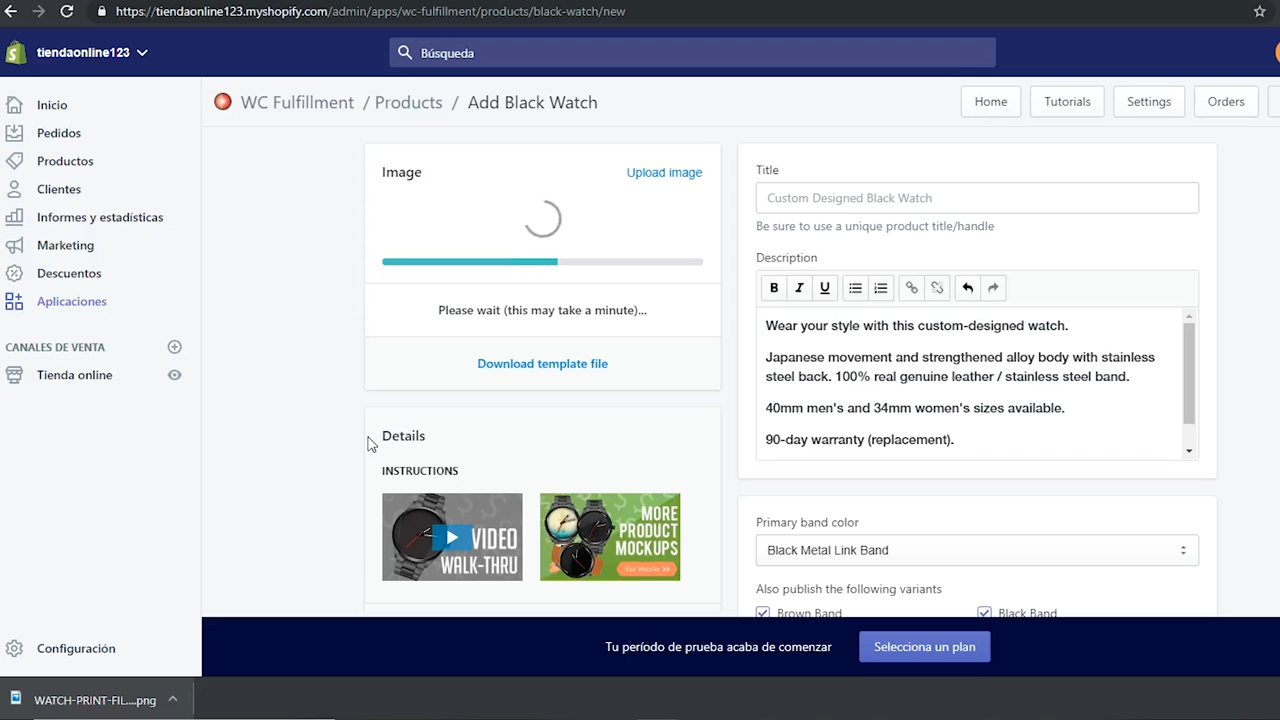 https://tiendaonline123.myshopify.com/admin/apps/wc-fulfillment/products/black-watch/new
tiendaonline123
Búsqueda
Inicio
Pedidos
Productos
Clientes
Informes y estadísticas
Marketing
Descuentos
Aplicaciones
CANALES DE VENTA
Tienda online
Configuración
WC Fulfillment / Products / Add Black Watch
Home
Tutorials
Settings
Orders
Image
Upload image
Please wait (this may take a minute)...
Download template file
Details
INSTRUCTIONS
VIDEO
WALK-THRU
MORE
PRODUCT
MOCKUPS
Visit Website >>
Title
Custom Designed Black Watch
Be sure to use a unique product title/handle
Description
B I U
Wear your style with this custom-designed watch.
Japanese movement and strengthened alloy body with stainless
steel back. 100% real genuine leather / stainless steel band.
40mm men's and 34mm women's sizes available.
90-day warranty (replacement).
Primary band color
Black Metal Link Band
Also publish the following variants
Brown Band
Black Band
Tu período de prueba acaba de comenzar
Selecciona un plan
WATCH-PRINT-FIL....png